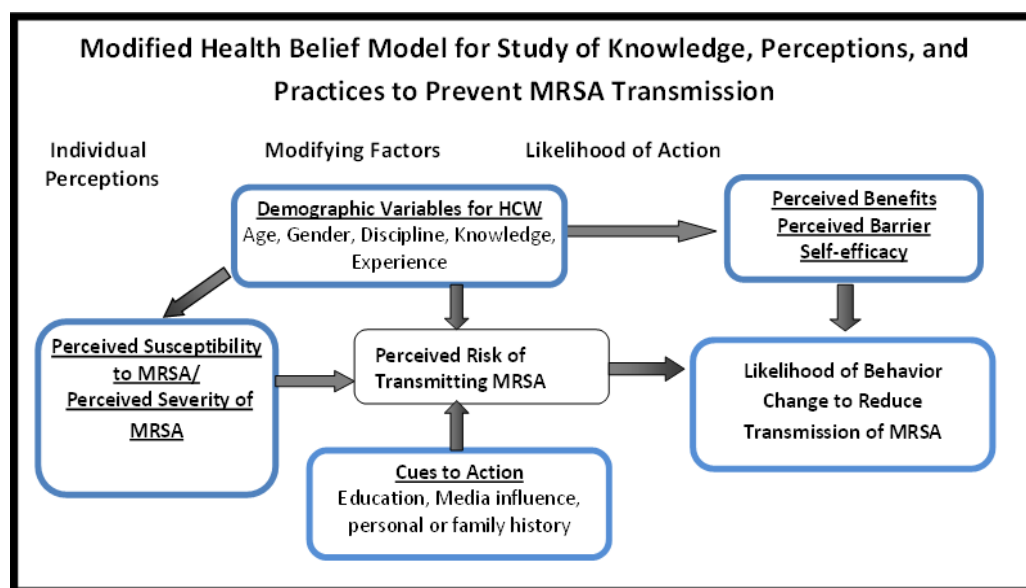 Modified Health Belief Model for Study of Knowledge, Perceptions, and
Practices to Prevent MRSA Transmission
Individual
Perceptions
Modifying Factors
Likelihood of Action
Demographic Variables for HCW
Age, Gender, Discipline, Knowledge,
Experience
Perceived Benefits
Perceived Barrier
Self-efficacy
Perceived Susceptibility
to MRSA/
Perceived Severity of
MRSA
Perceived Risk of
Transmitting MRSA
Likelihood of Behavior
Change to Reduce
Transmission of MRSA
Cues to Action
Education, Media influence,
personal or family history